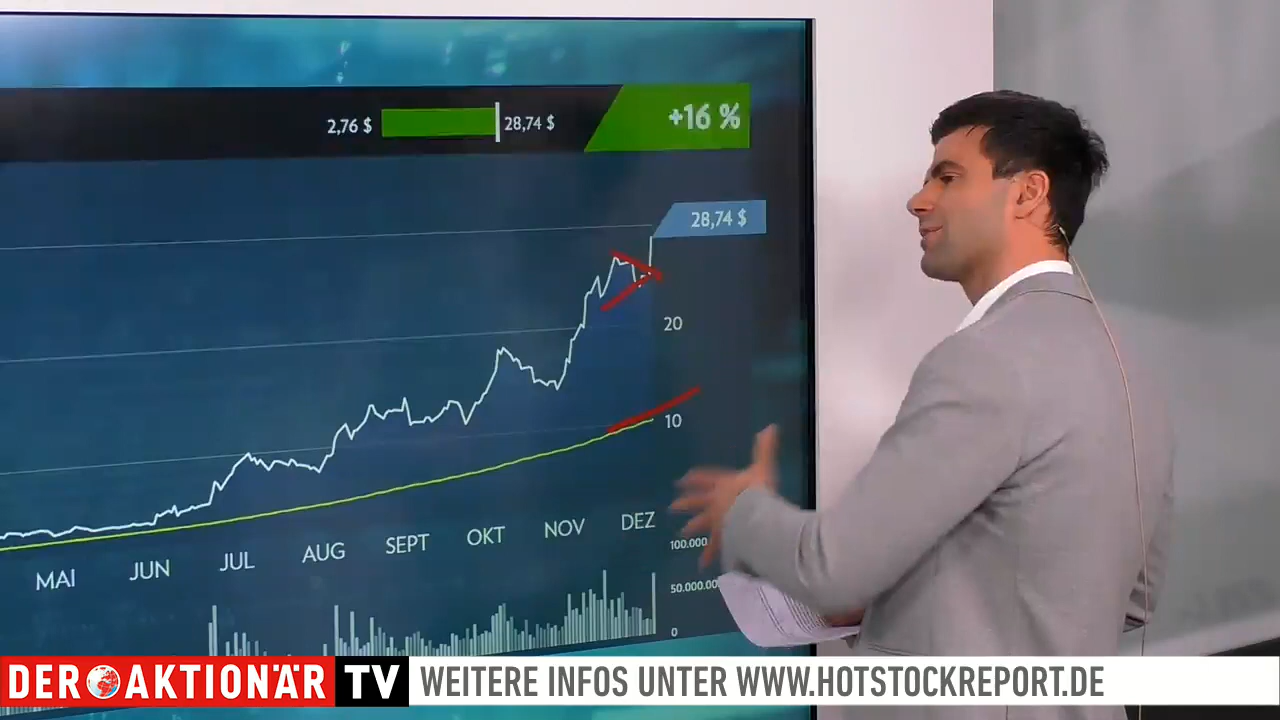 2,76 $ 28,74 $ +16 %
28,74 $
20
10
MAI JUN JUL AUG SEPT OKT NOV DEZ
100.000
50.000.00
0
DER AKTIONÄR TV WEITERE INFOS UNTER WWW.HOTSTOCKREPORT.DE